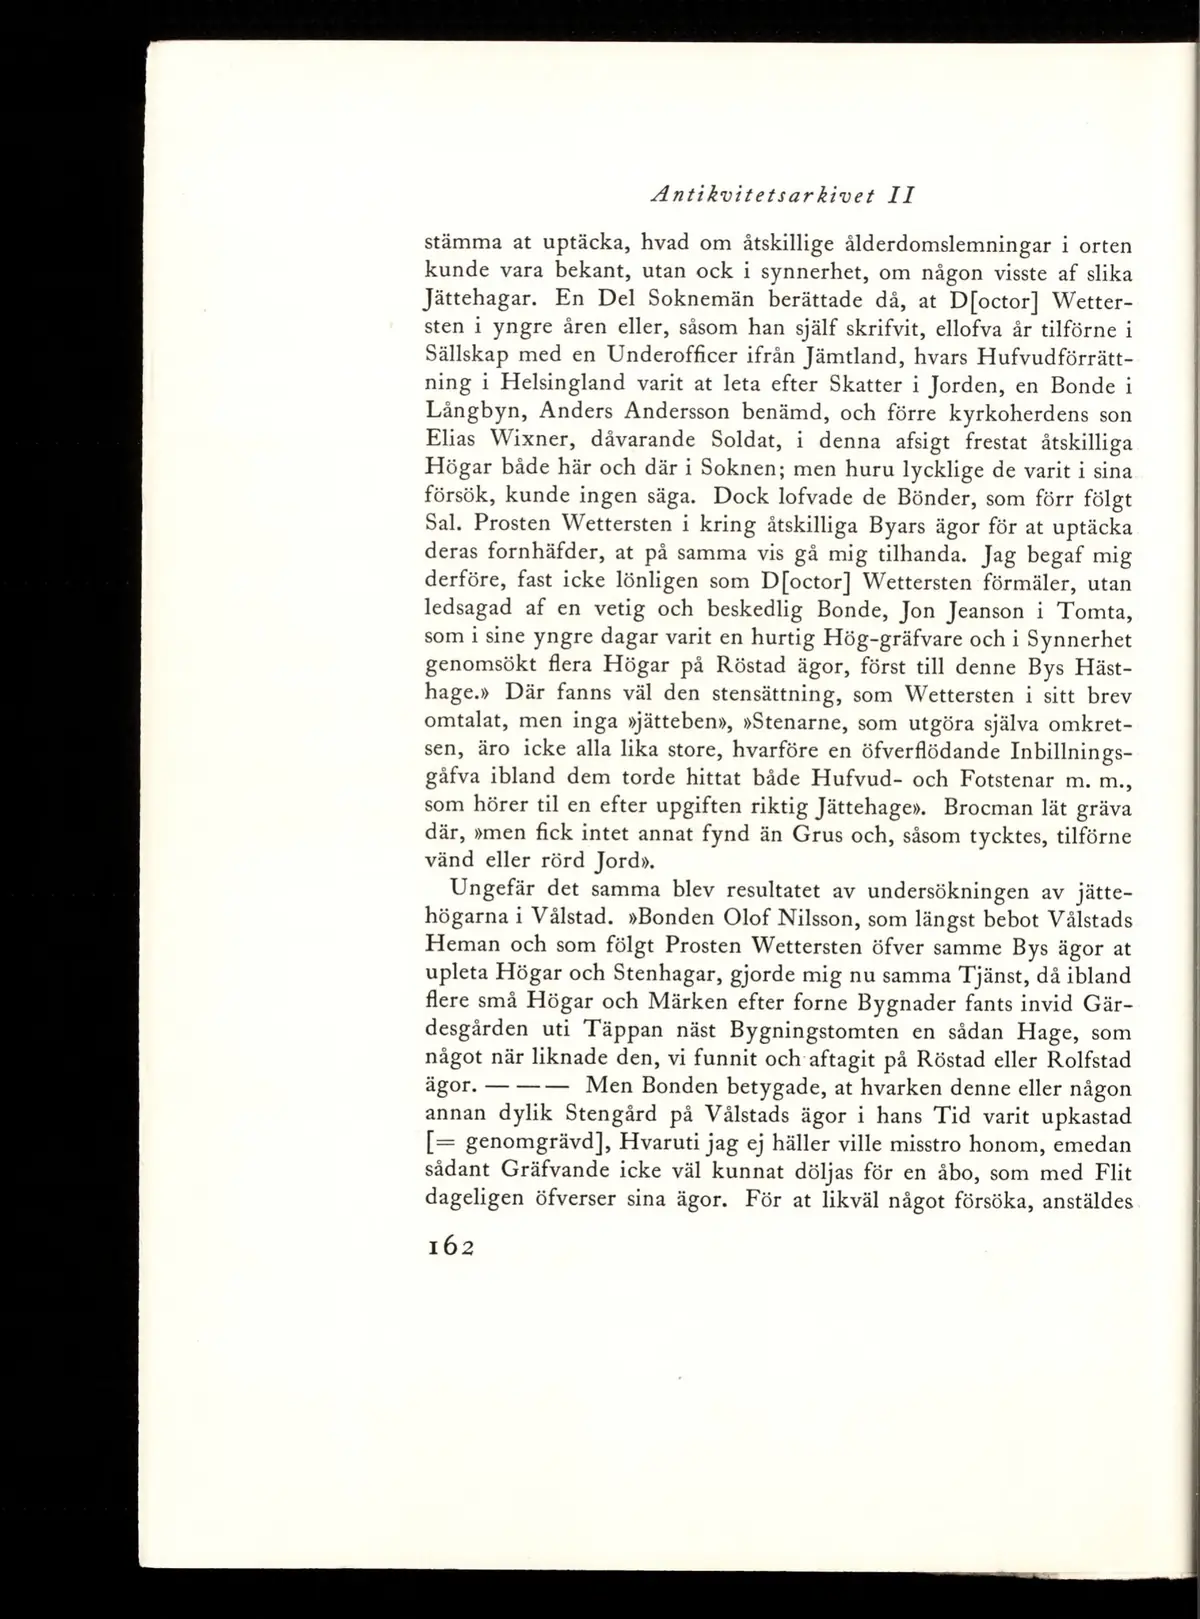 Antikvitetsarkivet II
stämma at uptäcka, hvad om åtskillige ålderdomslemningar i orten
kunde vara bekant, utan ock i synnerhet, om någon visste af slika
Jättehagar. En Del Soknemän berättade då, at D[octor] Wetter-
sten i yngre åren eller, såsom han själf skrifvit, ellofva år tilförne i
Sällskap med en Underofficer ifrån Jämtland, hvars Hufvudförrätt-
ning i Helsingland varit at leta efter Skatter i Jorden, en Bonde i
Långbyn, Anders Andersson benämd, och förre kyrkoherdens son
Elias Wixner, dåvarande Soldat, i denna afsigt frestat åtskilliga
Högar både här och där i Soknen; men huru lycklige de varit i sina
försök, kunde ingen säga. Dock lofvade de Bönder, som förr fölgt
Sal. Prosten Wettersten i kring åtskilliga Byars ägor för at uptäcka
deras fornhäfder, at på samma vis gå mig tilhanda. Jag begaf mig
derföre, fast icke lönligen som D[octor] Wettersten förmäler, utan
ledsagad af en vetig och beskedlig Bonde, Jon Jeanson i Tomta,
som i sine yngre dagar varit en hurtig Hög-gräfvare och i Synnerhet
genomsökt flera Högar på Röstad ägor, först till denne Bys Häst-
hage.» Där fanns väl den stensättning, som Wettersten i sitt brev
omtalat, men inga »jätteben», »Stenarne, som utgöra själva omkret-
sen, äro icke alla lika store, hvarföre en öfverflödande Inbillnings-
gåfva ibland dem torde hittat både Hufvud- och Fotstenar m. m.,
som hörer til en efter upgiften riktig Jättehage». Brocman lät gräva
där, »men fick intet annat fynd än Grus och, såsom tycktes, tilförne
vänd eller rörd Jord».
Ungefär det samma blev resultatet av undersökningen av jätte-
högarna i Vålstad. »Bonden Olof Nilsson, som längst bebot Vålstads
Heman och som fölgt Prosten Wettersten öfver samme Bys ägor at
upleta Högar och Stenhagar, gjorde mig nu samma Tjänst, då ibland
flere små Högar och Märken efter forne Bygnader fants invid Gär-
desgården uti Täppan näst Bygningstomten en sådan Hage, som
något när liknade den, vi funnit och aftagit på Röstad eller Rolfstad
ägor. — — — Men Bonden betygade, at hvarken denne eller någon
annan dylik Stengård på Vålstads ägor i hans Tid varit upkastad
[= genomgrävd], Hvaruti jag ej häller ville misstro honom, emedan
sådant Gräfvande icke väl kunnat döljas för en åbo, som med Flit
dageligen öfverser sina ägor. För at likväl något försöka, anstäldes
162